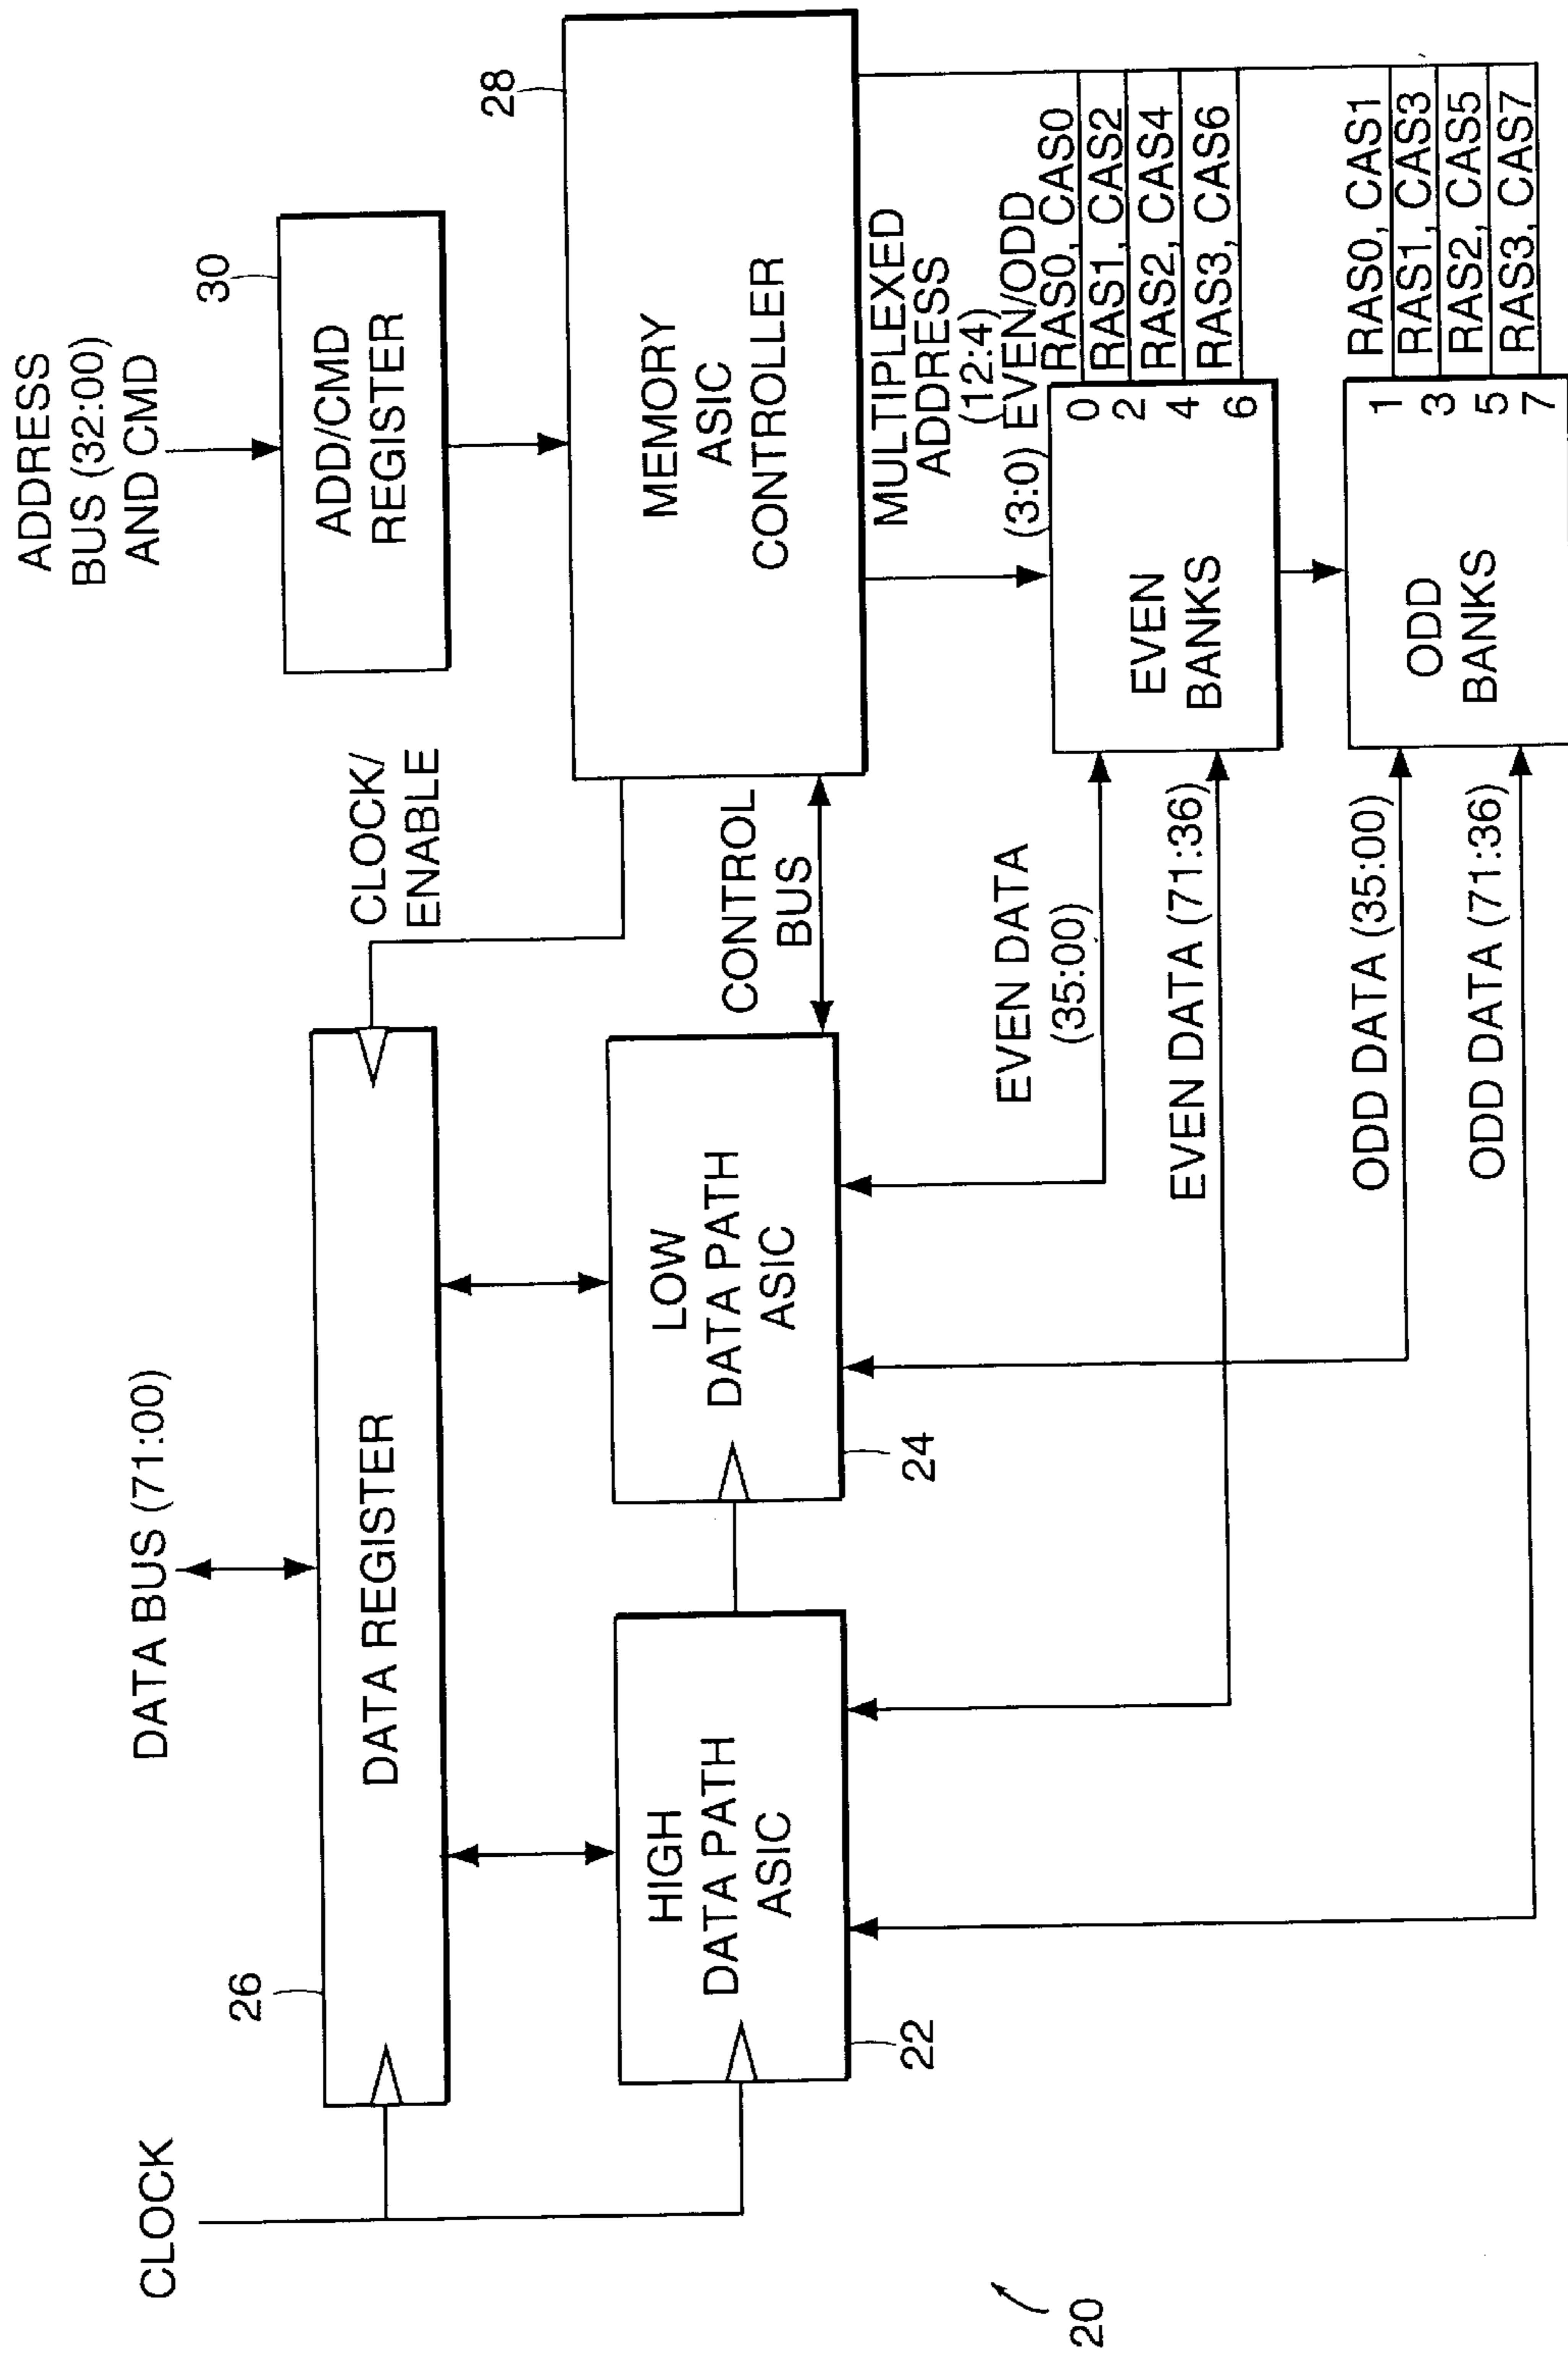 CLOCK
DATA BUS (71:00)
ADDRESS
BUS (32:00)
AND CMD
26
30
DATA REGISTER
CLOCK/
ENABLE
ADD/CMD
REGISTER
28
HIGH
DATA PATH
ASIC
22
LOW
DATA PATH
ASIC
24
CONTROL
BUS
MEMORY
ASIC
CONTROLLER
MULTIPLEXED
ADDRESS
(12:4)
(3:0) EVEN/ODD
EVEN DATA
(35:00)
EVEN DATA (71:36)
EVEN
BANKS
0
2
4
6
RAS0, CAS0
RAS1, CAS2
RAS2, CAS4
RAS3, CAS6
ODD DATA (35:00)
ODD DATA (71:36)
ODD
BANKS
1
3
5
7
RAS0, CAS1
RAS1, CAS3
RAS2, CAS5
RAS3, CAS7
20